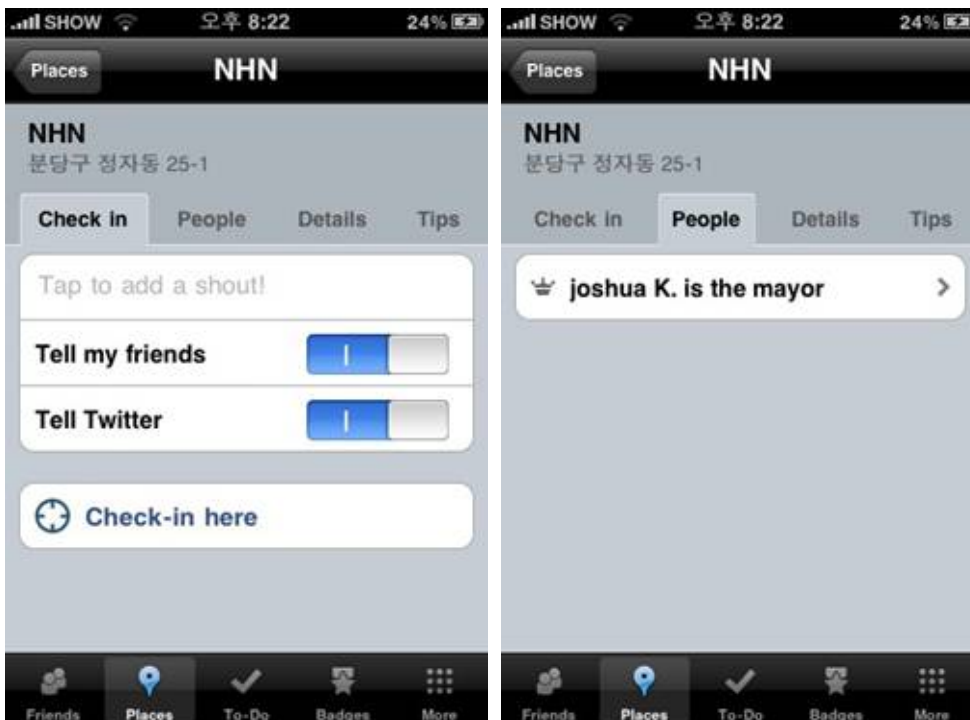 SHOW 오후 8:22 24%
Places NHN
NHN
분당구 정자동 25-1
Check in People Details Tips
Tap to add a shout!
Tell my friends
Tell Twitter
Check-in here
Friends Places To-Do Badges More
SHOW 오후 8:22 24%
Places NHN
NHN
분당구 정자동 25-1
Check in People Details Tips
joshua K. is the mayor
Friends Places To-Do Badges More